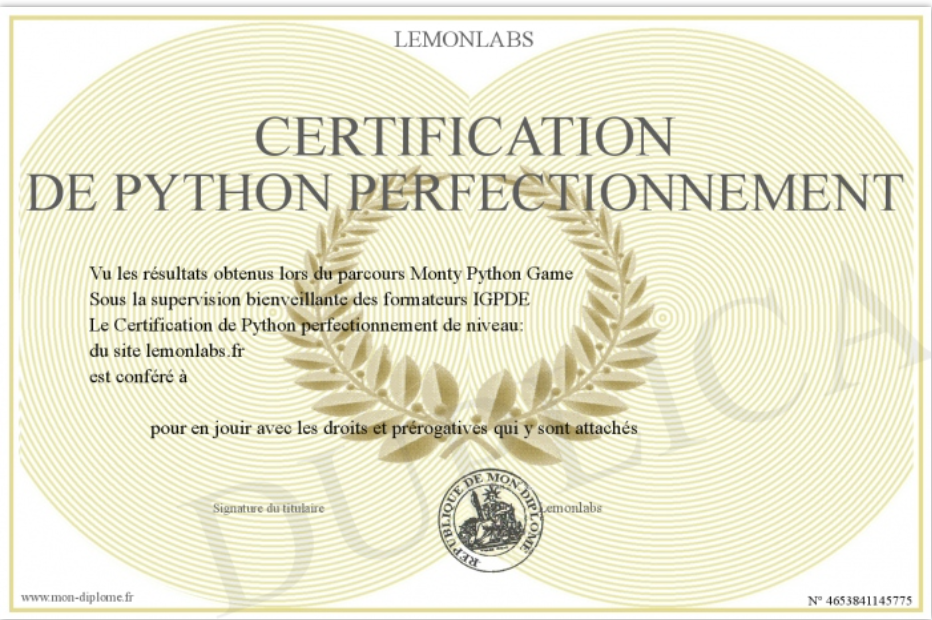 LEMONLABS
CERTIFICATION
DE PYTHON PERFECTIONNEMENT
Vu les résultats obtenus lors du parcours Monty Python Game
Sous la supervision bienveillante des formateurs IGPDE
Le Certification de Python perfectionnement de niveau:
du site lemonlabs.fr
est conféré à
pour en jouir avec les droits et prérogatives qui y sont attachés
Signature du titulaire
Lemonlabs
REPUBLIQUE DE MON-DIPLOME
www.mon-diplome.fr
N° 4653841145775
DUPLICA